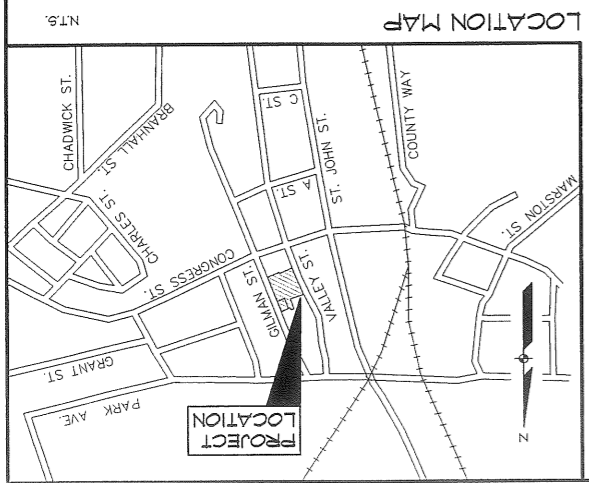 N
PROJECT
LOCATION
PARK AVE.
GRANT ST.
MARSTON ST.
COUNTY WAY
VALLEY ST.
GILMAN ST.
CONGRESS ST.
ST. JOHN ST.
A ST.
C ST.
CHARLES ST.
BRANHALL ST.
CHADWICK ST.
LOCATION MAP
N.T.S.